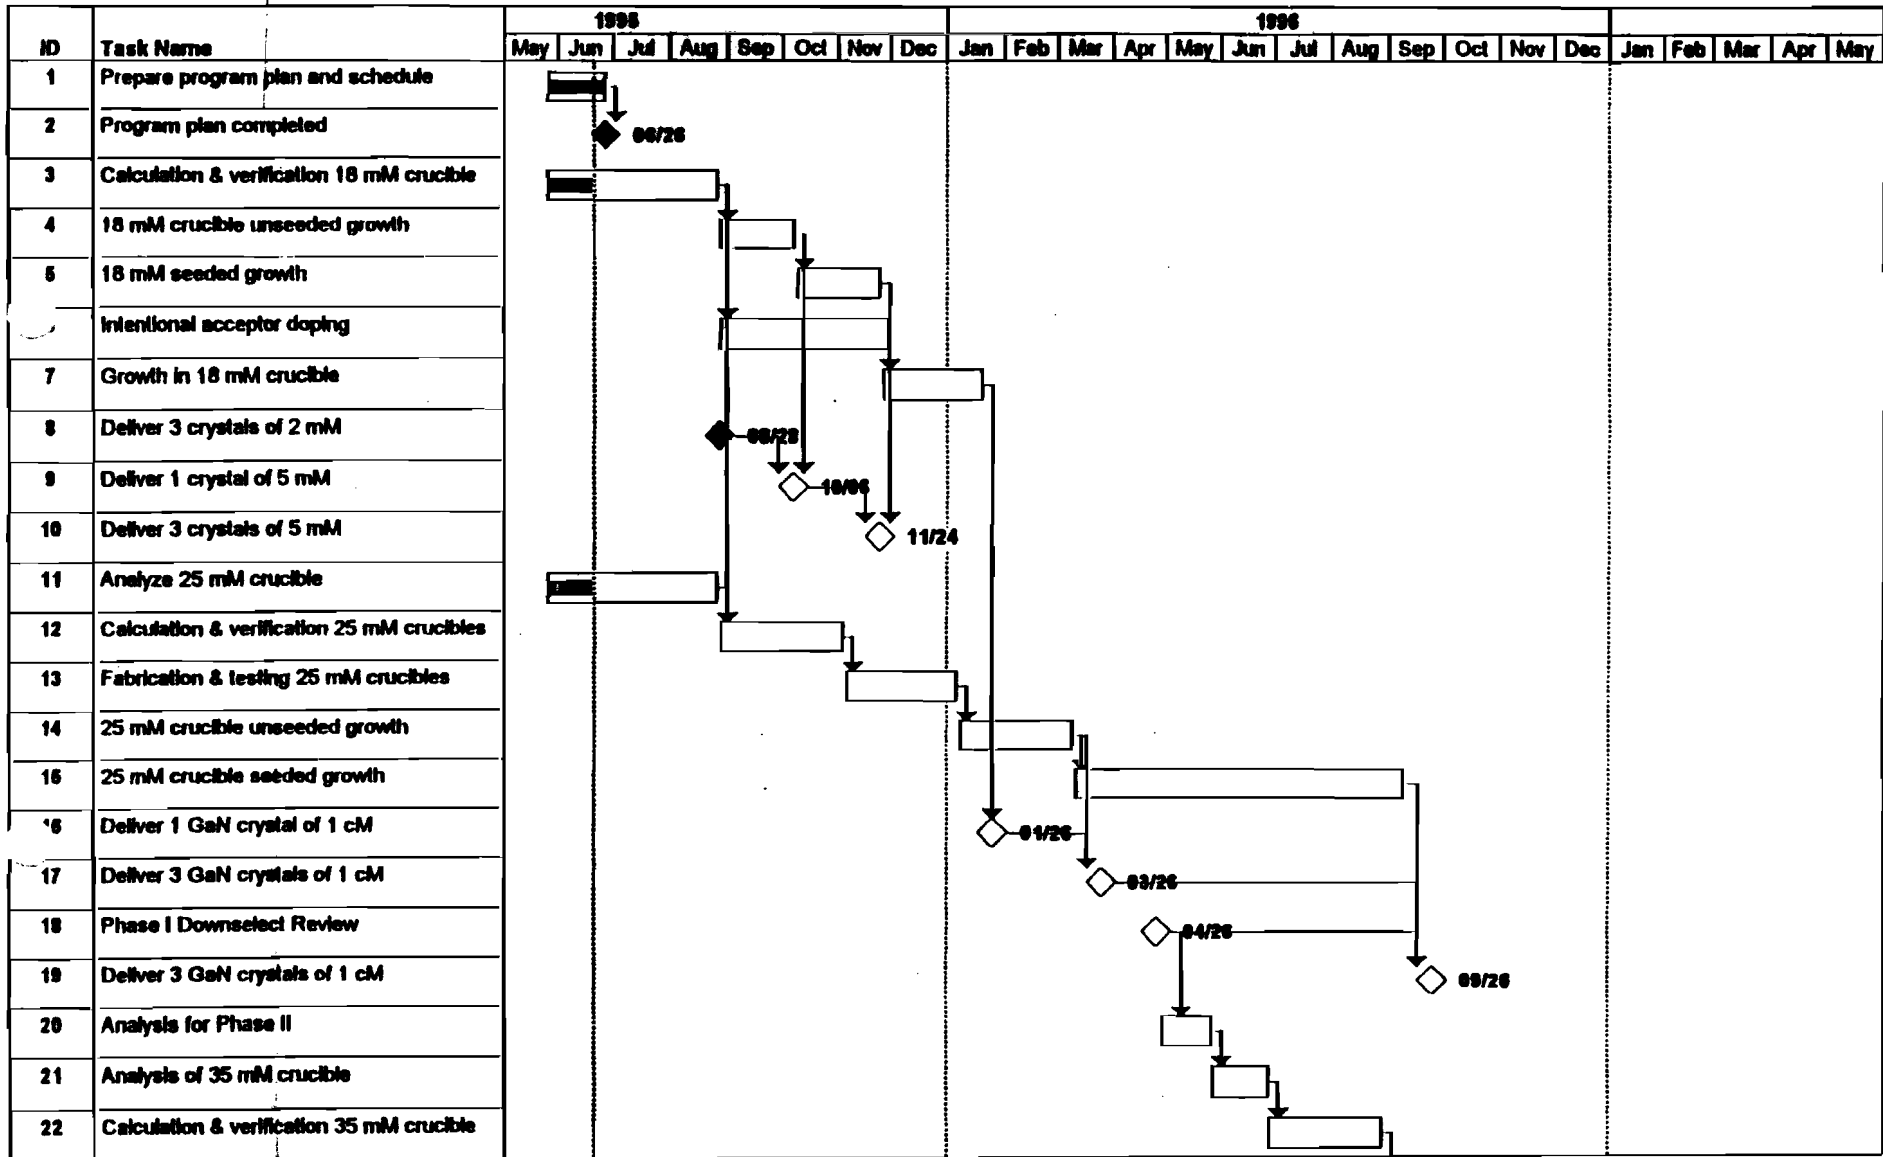 1995 1996
ID Task Name May Jun Jul Aug Sep Oct Nov Dec Jan Feb Mar Apr May Jun Jul Aug Sep Oct Nov Dec Jan Feb Mar Apr May
1 Prepare program plan and schedule
2 Program plan completed 06/26
3 Calculation & verification 18 mM crucible
4 18 mM crucible unseeded growth
5 18 mM seeded growth
Intentional acceptor doping
7 Growth in 18 mM crucible
8 Deliver 3 crystals of 2 mM 08/28
9 Deliver 1 crystal of 5 mM 10/06
10 Deliver 3 crystals of 5 mM 11/24
11 Analyze 25 mM crucible
12 Calculation & verification 25 mM crucibles
13 Fabrication & testing 25 mM crucibles
14 25 mM crucible unseeded growth
15 25 mM crucible seeded growth
16 Deliver 1 GaN crystal of 1 cM 01/26
17 Deliver 3 GaN crystals of 1 cM 03/26
18 Phase I Downselect Review 04/26
19 Deliver 3 GaN crystals of 1 cM 09/26
20 Analysis for Phase II
21 Analysis of 35 mM crucible
22 Calculation & verification 35 mM crucible